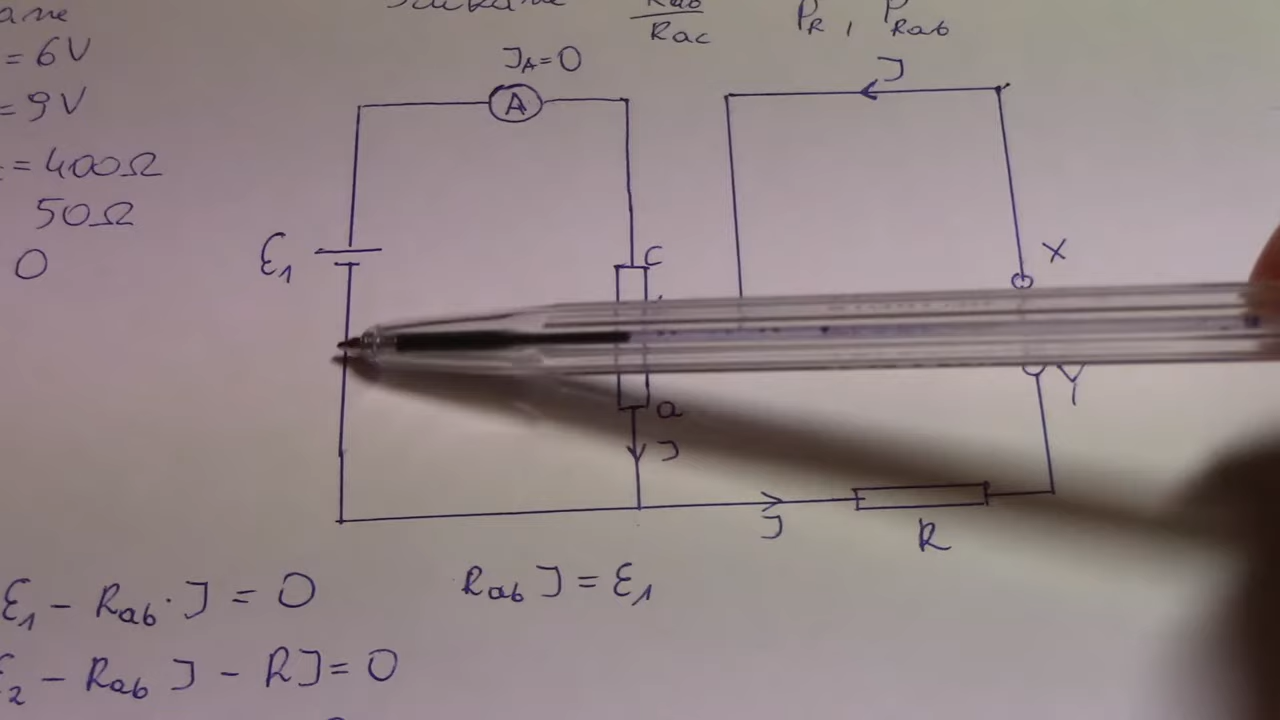 Rab/Rac PR, PRab
= 6V
= 9V
= 400Ω
50Ω
0
JA=0
A
J
ε1
c
X
a
Y
J
J
R
ε1 - Rab · J = 0
Rab J = ε1
ε2 - Rab J - RJ = 0